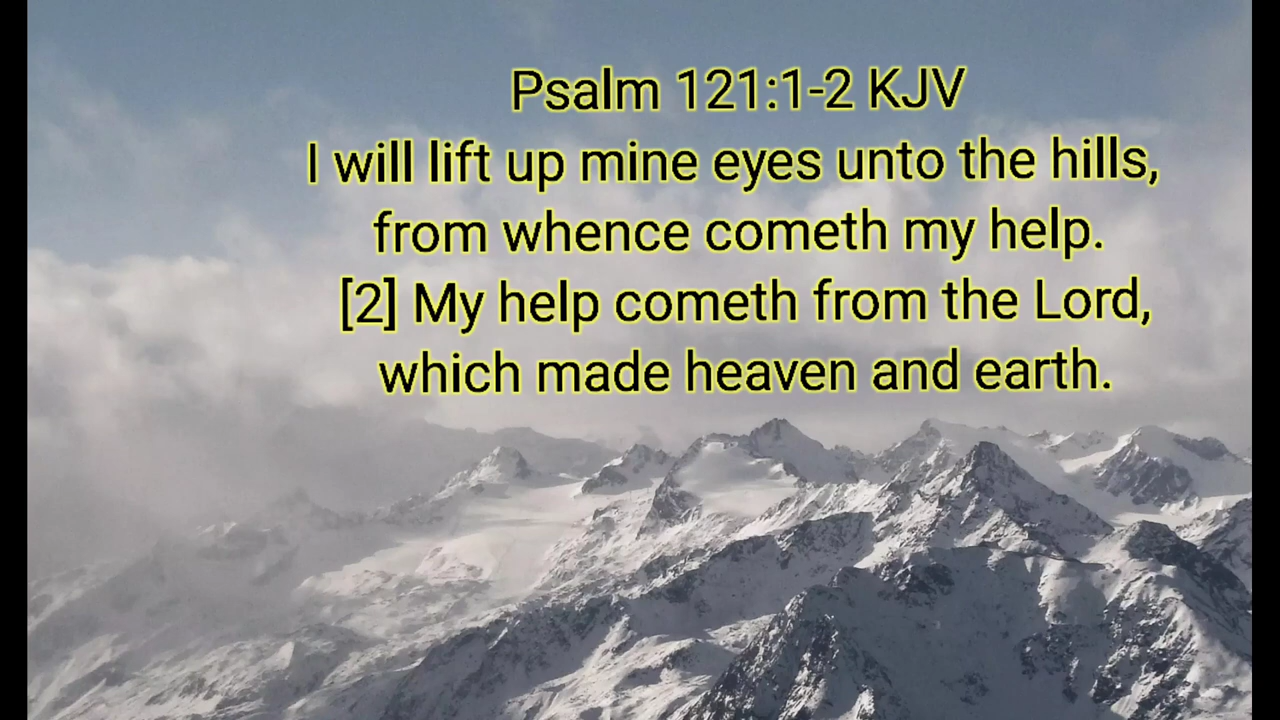 Psalm 121:1-2 KJV
I will lift up mine eyes unto the hills,
from whence cometh my help.
[2] My help cometh from the Lord,
which made heaven and earth.